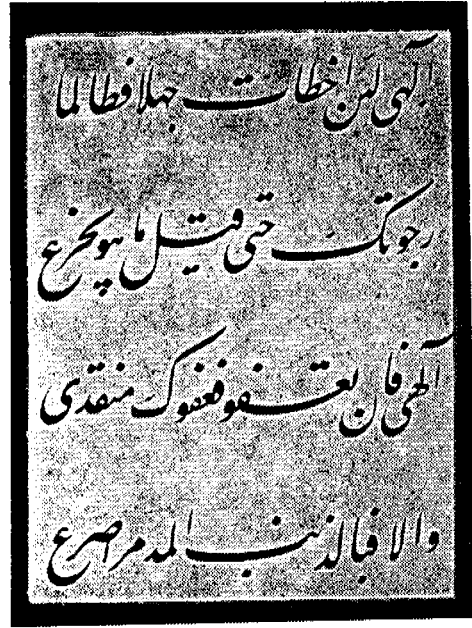 الهی لئن اخطات جهلا فطالما
رجوتک حتی قیل ما هو یجزع
الهی فان تعفو فعفوک منقذی
والا فبالذنب المدمر اصرع